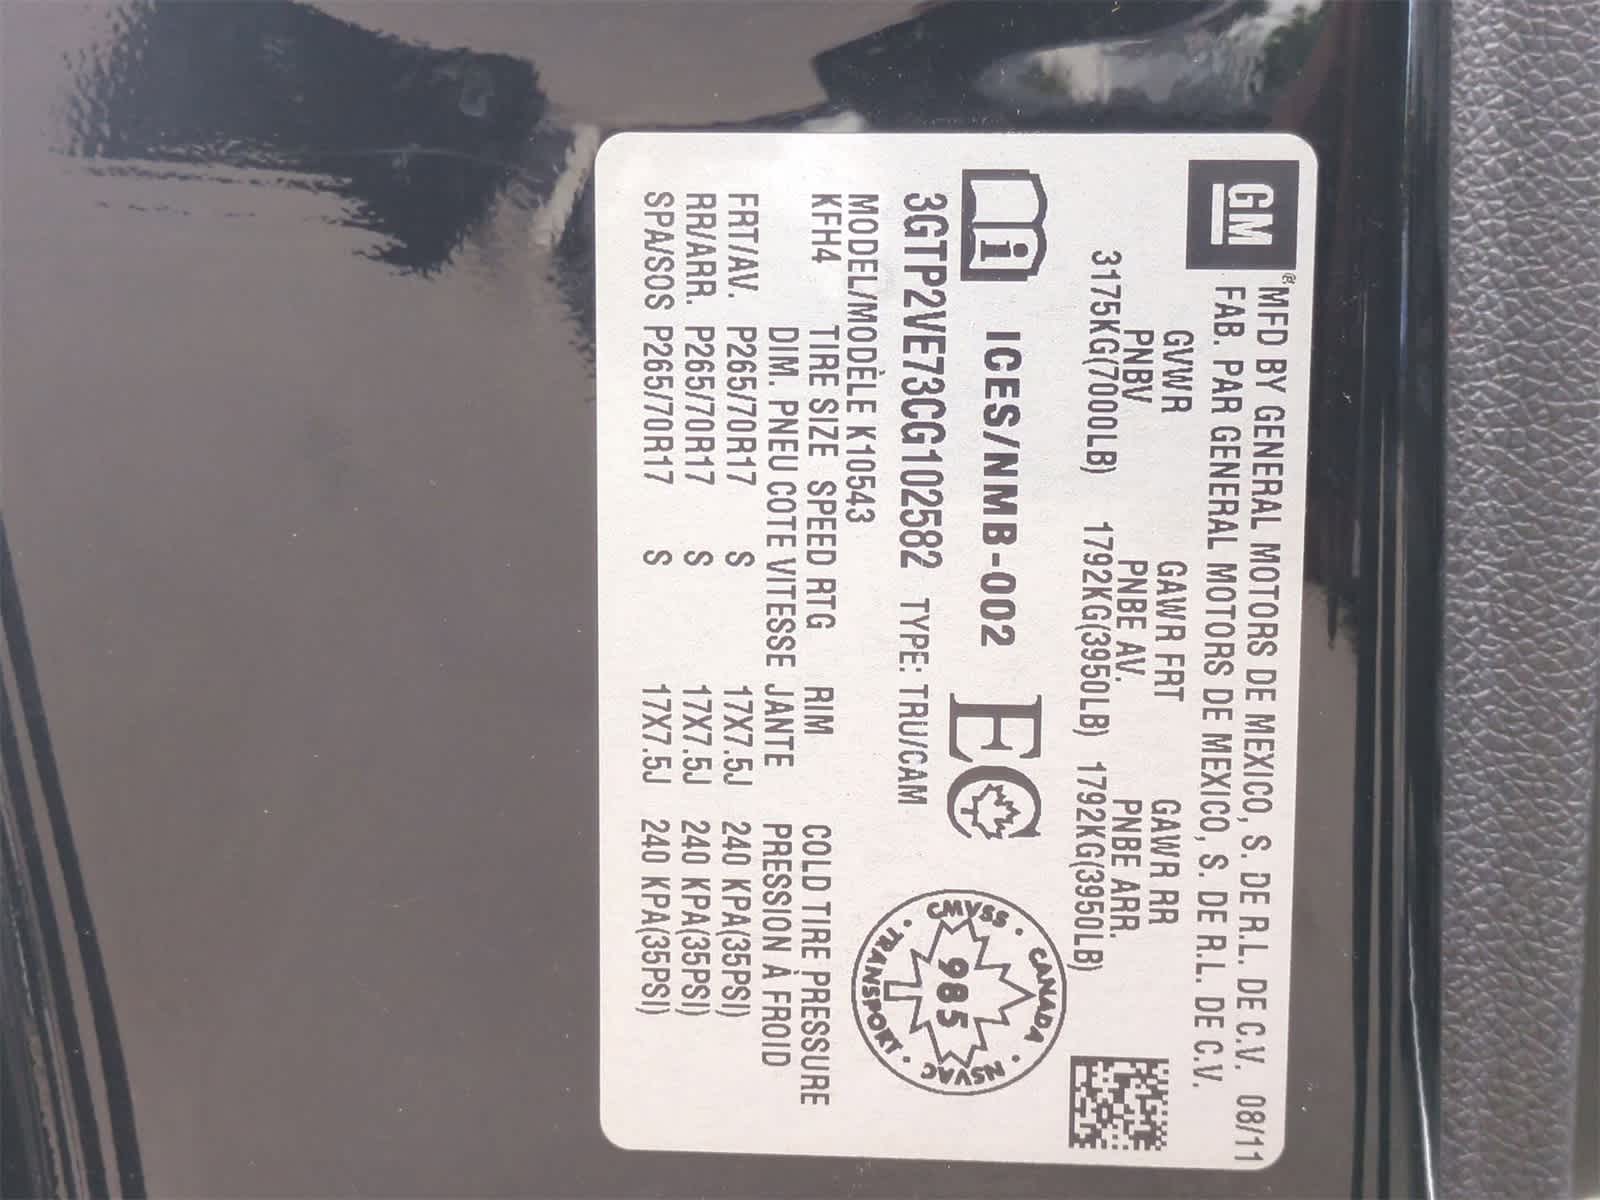 GM
® MFD BY GENERAL MOTORS DE MEXICO, S. DE R.L. DE C.V. 08/11
FAB. PAR GENERAL MOTORS DE MEXICO, S. DE R.L. DE C.V.
GVWR GAWR FRT GAWR RR
PNBV PNBE AV. PNBE ARR.
3175KG(7000LB) 1792KG(3950LB) 1792KG(3950LB)
i ICES/NMB-002 EC
CMVSS · CANADA · NSVAC · TRANSPORT ·
985
3GTP2VE73CG102582 TYPE: TRU/CAM
MODEL/MODÈLE K10543
KFH4 TIRE SIZE SPEED RTG RIM COLD TIRE PRESSURE
DIM. PNEU COTE VITESSE JANTE PRESSION À FROID
FRT/AV. P265/70R17 S 17X7.5J 240 KPA(35PSI)
RR/ARR. P265/70R17 S 17X7.5J 240 KPA(35PSI)
SPA/SOS P265/70R17 S 17X7.5J 240 KPA(35PSI)